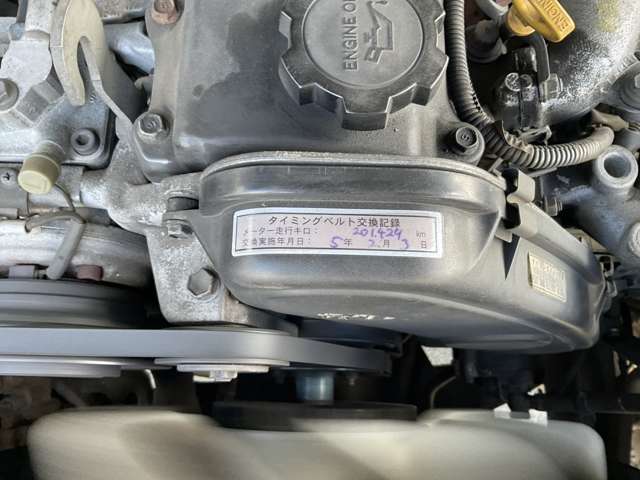 ENGINE OIL
ENGINE
タイミングベルト交換記録
メーター走行キロ： 201,424 km
交換実施年月日： 5年 2月 3日